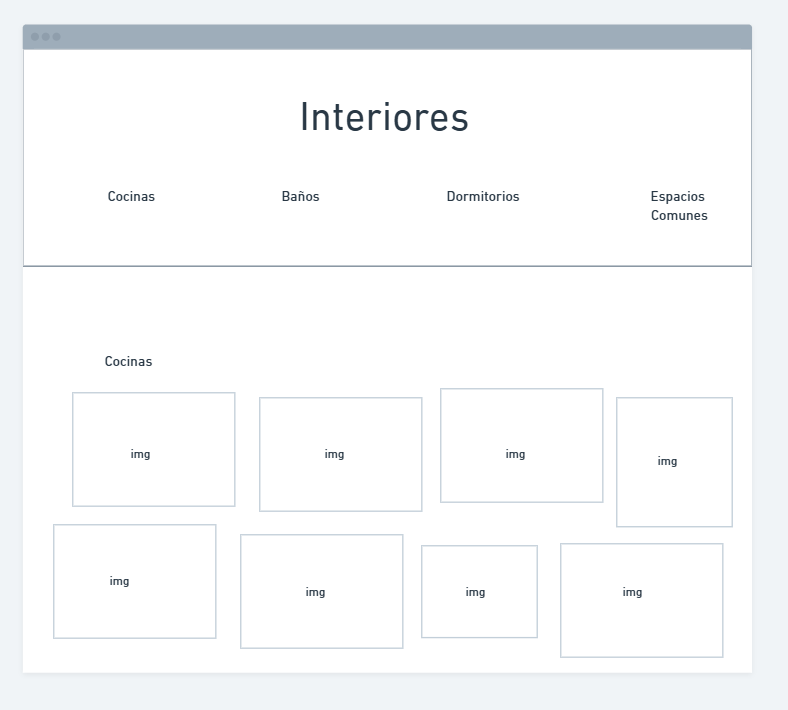 Interiores
Cocinas
Baños
Dormitorios
Espacios
Comunes
Cocinas
img
img
img
img
img
img
img
img